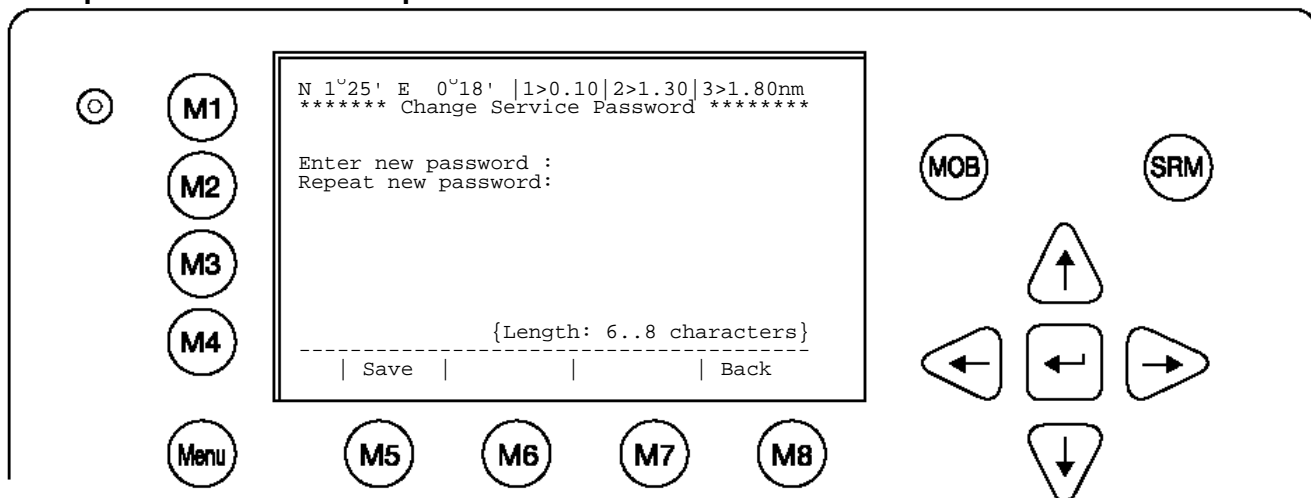 N 1°25' E 0°18' |1>0.10|2>1.30|3>1.80nm
******* Change Service Password ********
Enter new password :
Repeat new password:
{Length: 6..8 characters}
----------------------------------------
| Save | | | Back
M1
M2
M3
M4
Menu
M5
M6
M7
M8
MOB
SRM